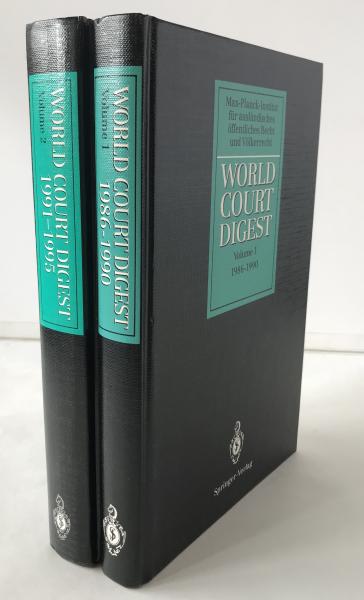 Volume 2
WORLD COURT DIGEST
1991–1995
Volume 1
WORLD COURT DIGEST
1986-1990
Max-Planck-Institut
für ausländisches
öffentliches Recht
und Völkerrecht
WORLD
COURT
DIGEST
Volume 1
1986-1990
Springer-Verlag